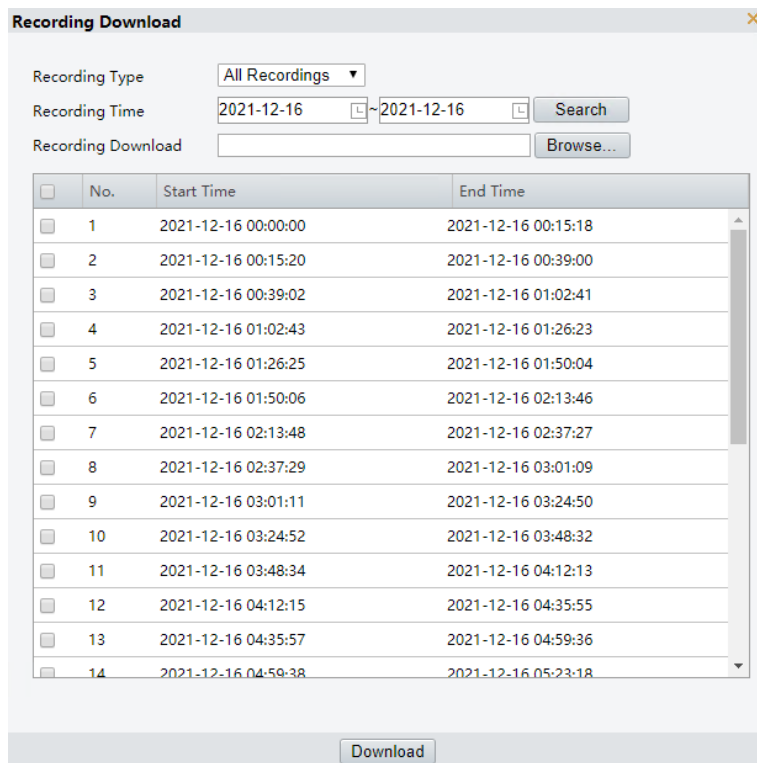 Recording Download
Recording Type All Recordings
Recording Time 2021-12-16 ~ 2021-12-16 Search
Recording Download Browse...
No. Start Time End Time
1 2021-12-16 00:00:00 2021-12-16 00:15:18
2 2021-12-16 00:15:20 2021-12-16 00:39:00
3 2021-12-16 00:39:02 2021-12-16 01:02:41
4 2021-12-16 01:02:43 2021-12-16 01:26:23
5 2021-12-16 01:26:25 2021-12-16 01:50:04
6 2021-12-16 01:50:06 2021-12-16 02:13:46
7 2021-12-16 02:13:48 2021-12-16 02:37:27
8 2021-12-16 02:37:29 2021-12-16 03:01:09
9 2021-12-16 03:01:11 2021-12-16 03:24:50
10 2021-12-16 03:24:52 2021-12-16 03:48:32
11 2021-12-16 03:48:34 2021-12-16 04:12:13
12 2021-12-16 04:12:15 2021-12-16 04:35:55
13 2021-12-16 04:35:57 2021-12-16 04:59:36
14 2021-12-16 04:59:38 2021-12-16 05:23:18
Download